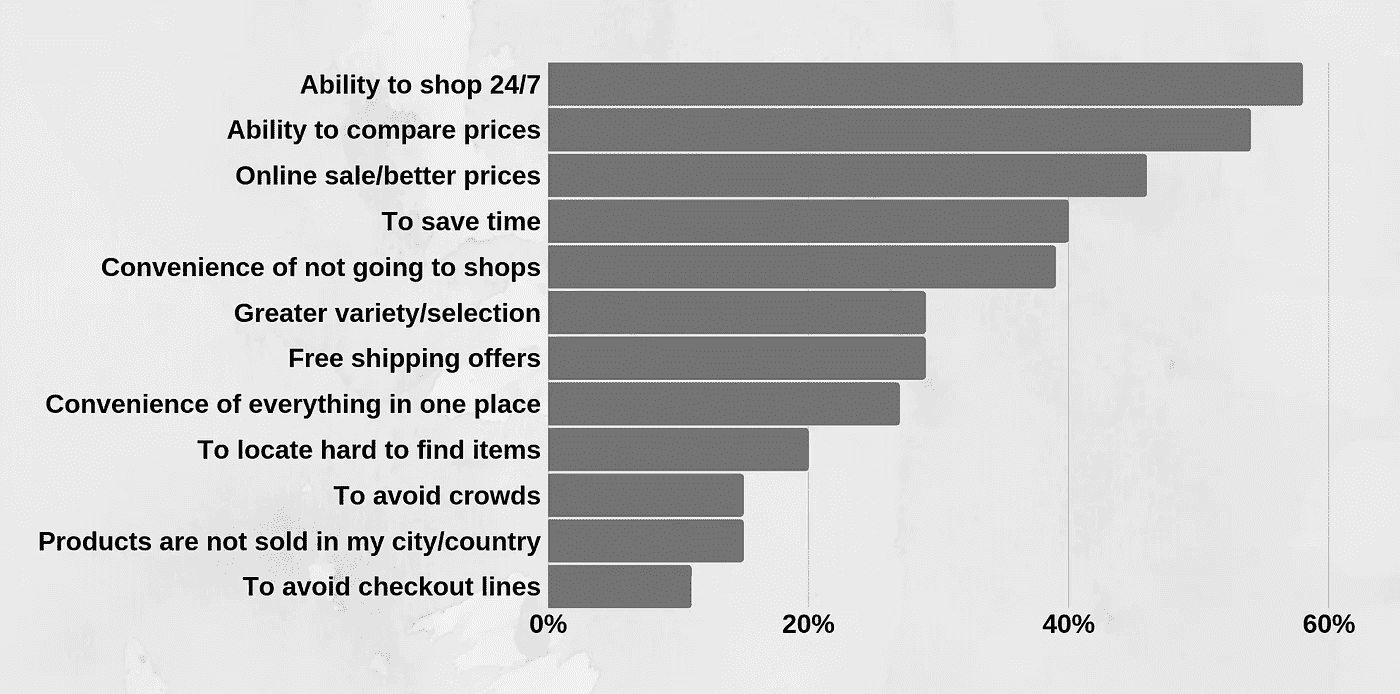 Ability to shop 24/7
Ability to compare prices
Online sale/better prices
To save time
Convenience of not going to shops
Greater variety/selection
Free shipping offers
Convenience of everything in one place
To locate hard to find items
To avoid crowds
Products are not sold in my city/country
To avoid checkout lines
0% 20% 40% 60%